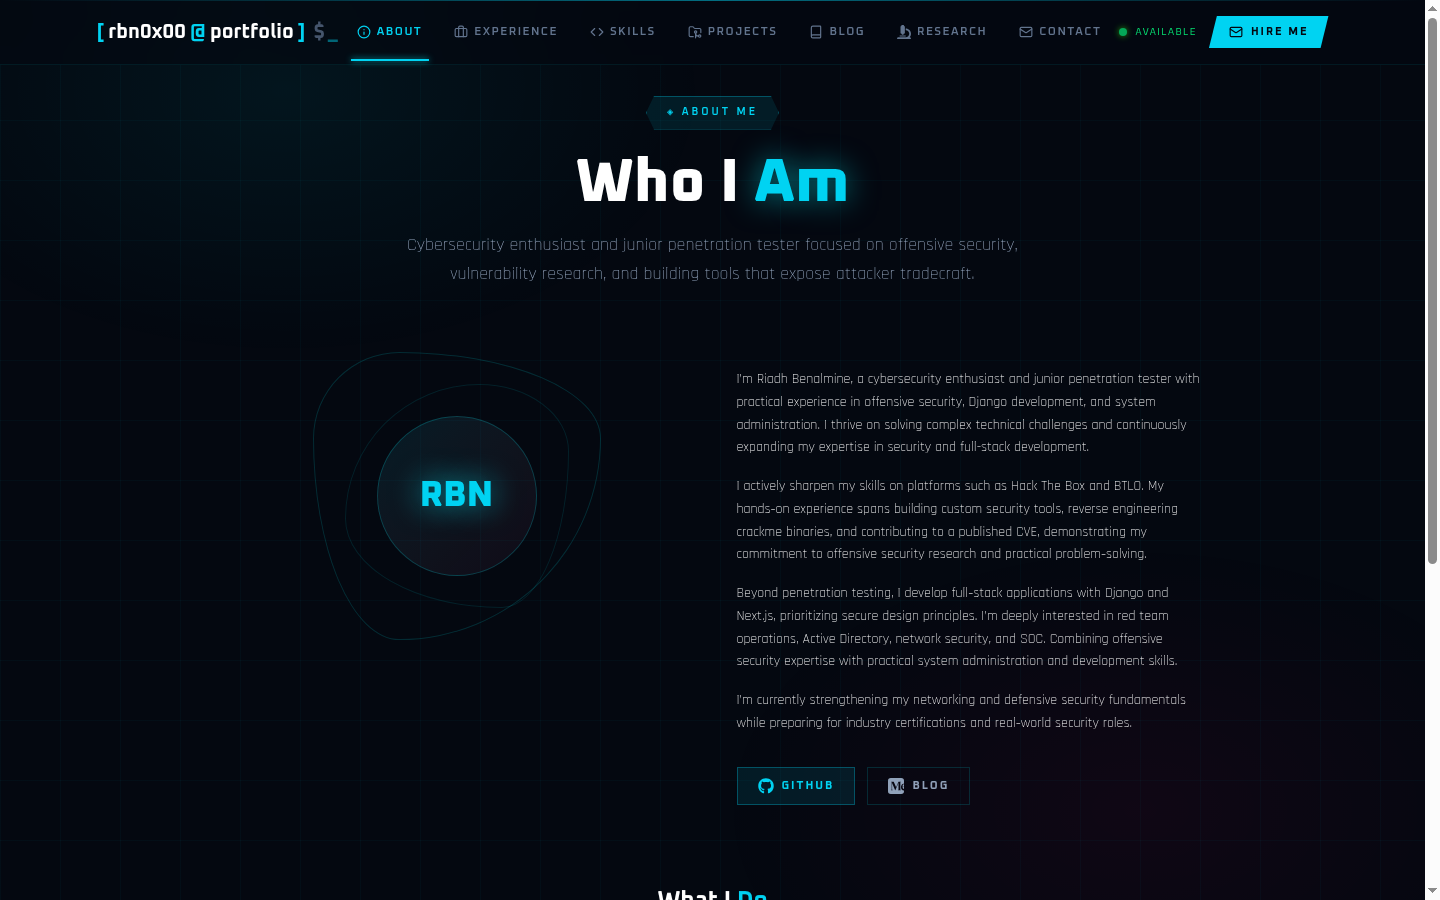 [ rbn0x00 @ portfolio ] $_
ABOUT
EXPERIENCE
SKILLS
PROJECTS
BLOG
RESEARCH
CONTACT
AVAILABLE
HIRE ME
◈ ABOUT ME
Who I Am
Cybersecurity enthusiast and junior penetration tester focused on offensive security,
vulnerability research, and building tools that expose attacker tradecraft.
RBN
I'm Riadh Benalmine, a cybersecurity enthusiast and junior penetration tester with
practical experience in offensive security, Django development, and system
administration. I thrive on solving complex technical challenges and continuously
expanding my expertise in security and full-stack development.
I actively sharpen my skills on platforms such as Hack The Box and BTLO. My
hands-on experience spans building custom security tools, reverse engineering
crackme binaries, and contributing to a published CVE, demonstrating my
commitment to offensive security research and practical problem-solving.
Beyond penetration testing, I develop full-stack applications with Django and
Next.js, prioritizing secure design principles. I'm deeply interested in red team
operations, Active Directory, network security, and SOC. Combining offensive
security expertise with practical system administration and development skills.
I'm currently strengthening my networking and defensive security fundamentals
while preparing for industry certifications and real-world security roles.
GITHUB
BLOG
What I Do